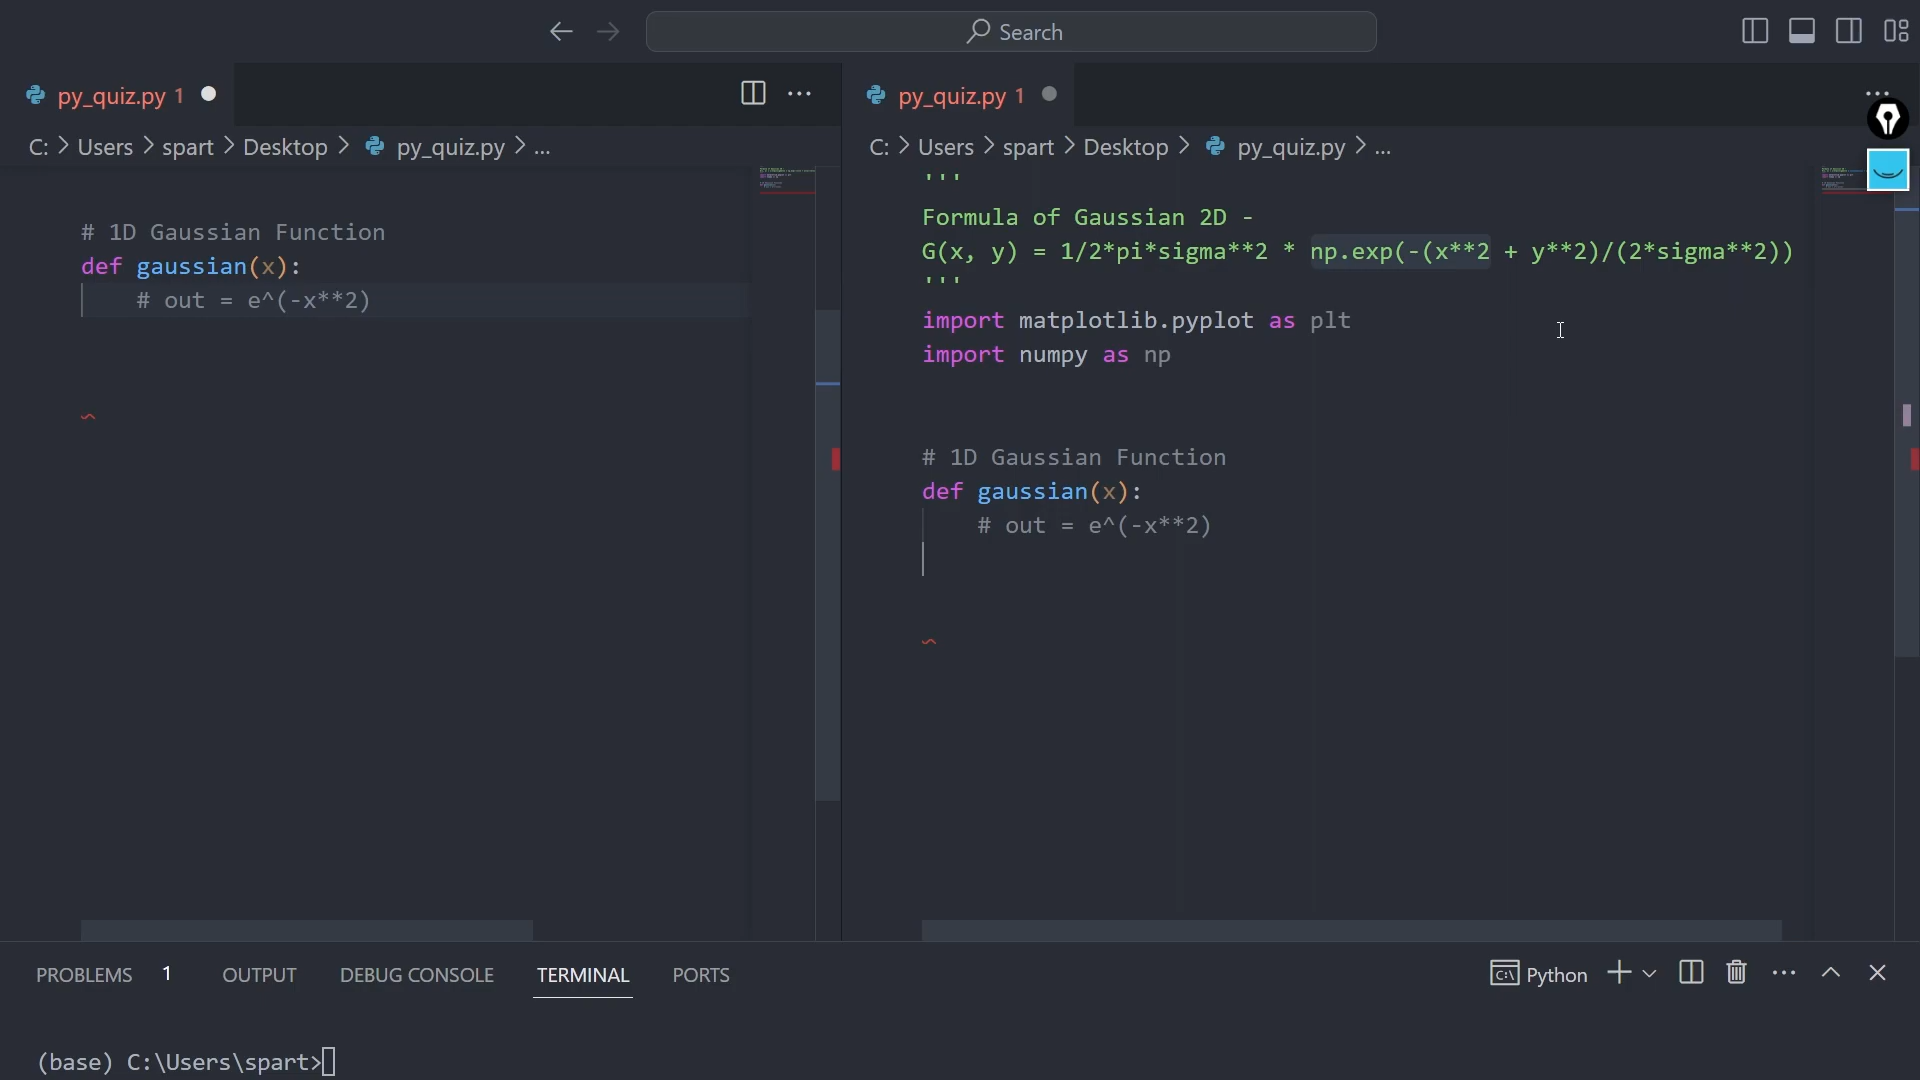 Search
py_quiz.py 1
C: > Users > spart > Desktop > py_quiz.py > ...
# 1D Gaussian Function
def gaussian(x):
# out = e^(-x**2)
py_quiz.py 1
C: > Users > spart > Desktop > py_quiz.py > ...
'''
Formula of Gaussian 2D -
G(x, y) = 1/2*pi*sigma**2 * np.exp(-(x**2 + y**2)/(2*sigma**2))
'''
import matplotlib.pyplot as plt
import numpy as np
# 1D Gaussian Function
def gaussian(x):
# out = e^(-x**2)
PROBLEMS 1 OUTPUT DEBUG CONSOLE TERMINAL PORTS
Python
(base) C:\Users\spart>